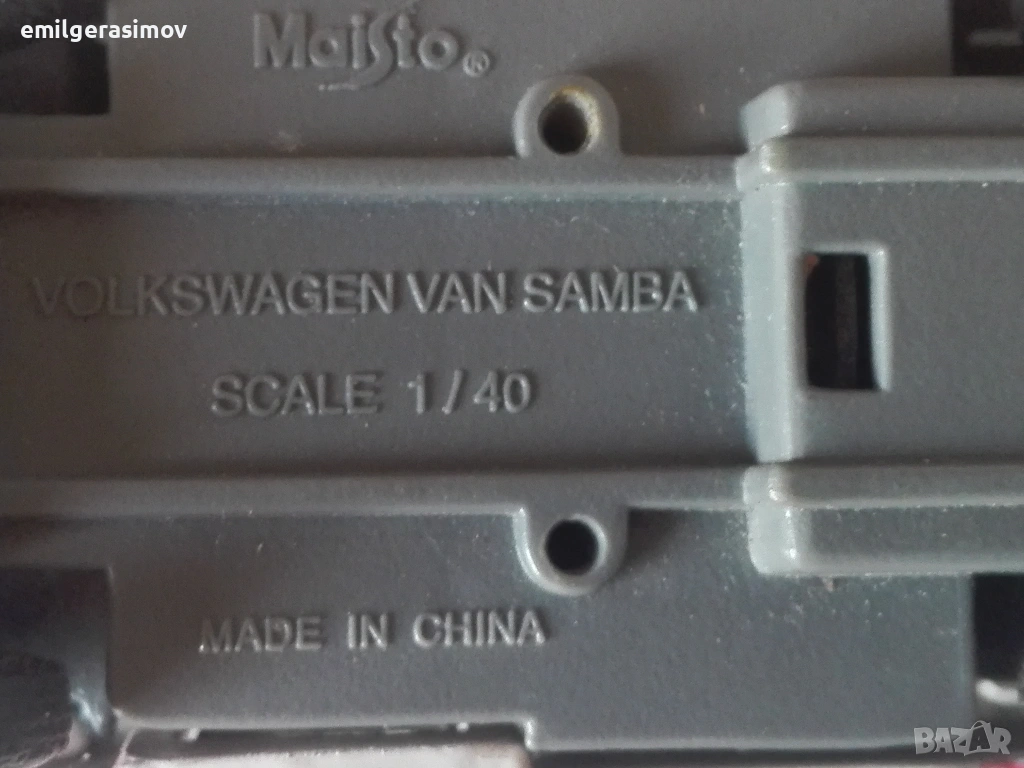 emilgerasimov
Maisto®
VOLKSWAGEN VAN SAMBA
SCALE 1/40
MADE IN CHINA
BAZAR